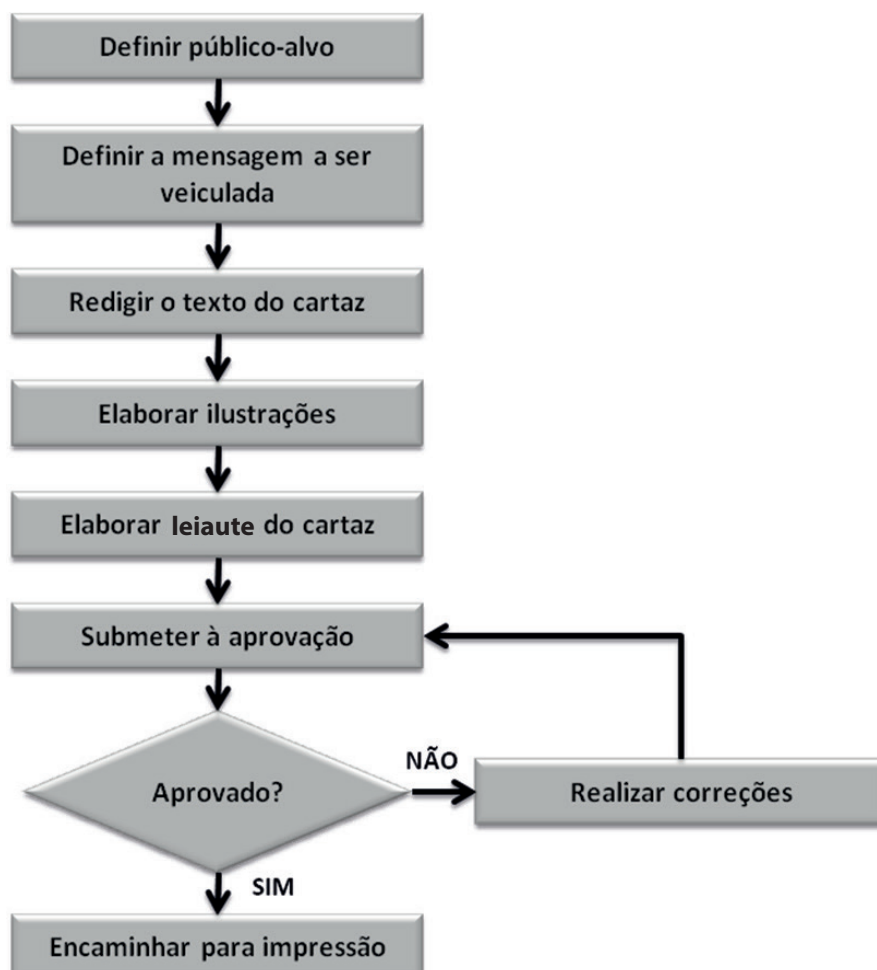 Definir público-alvo
Definir a mensagem a ser
veiculada
Redigir o texto do cartaz
Elaborar ilustrações
Elaborar leiaute do cartaz
Submeter à aprovação
Aprovado?
NÃO
Realizar correções
SIM
Encaminhar para impressão